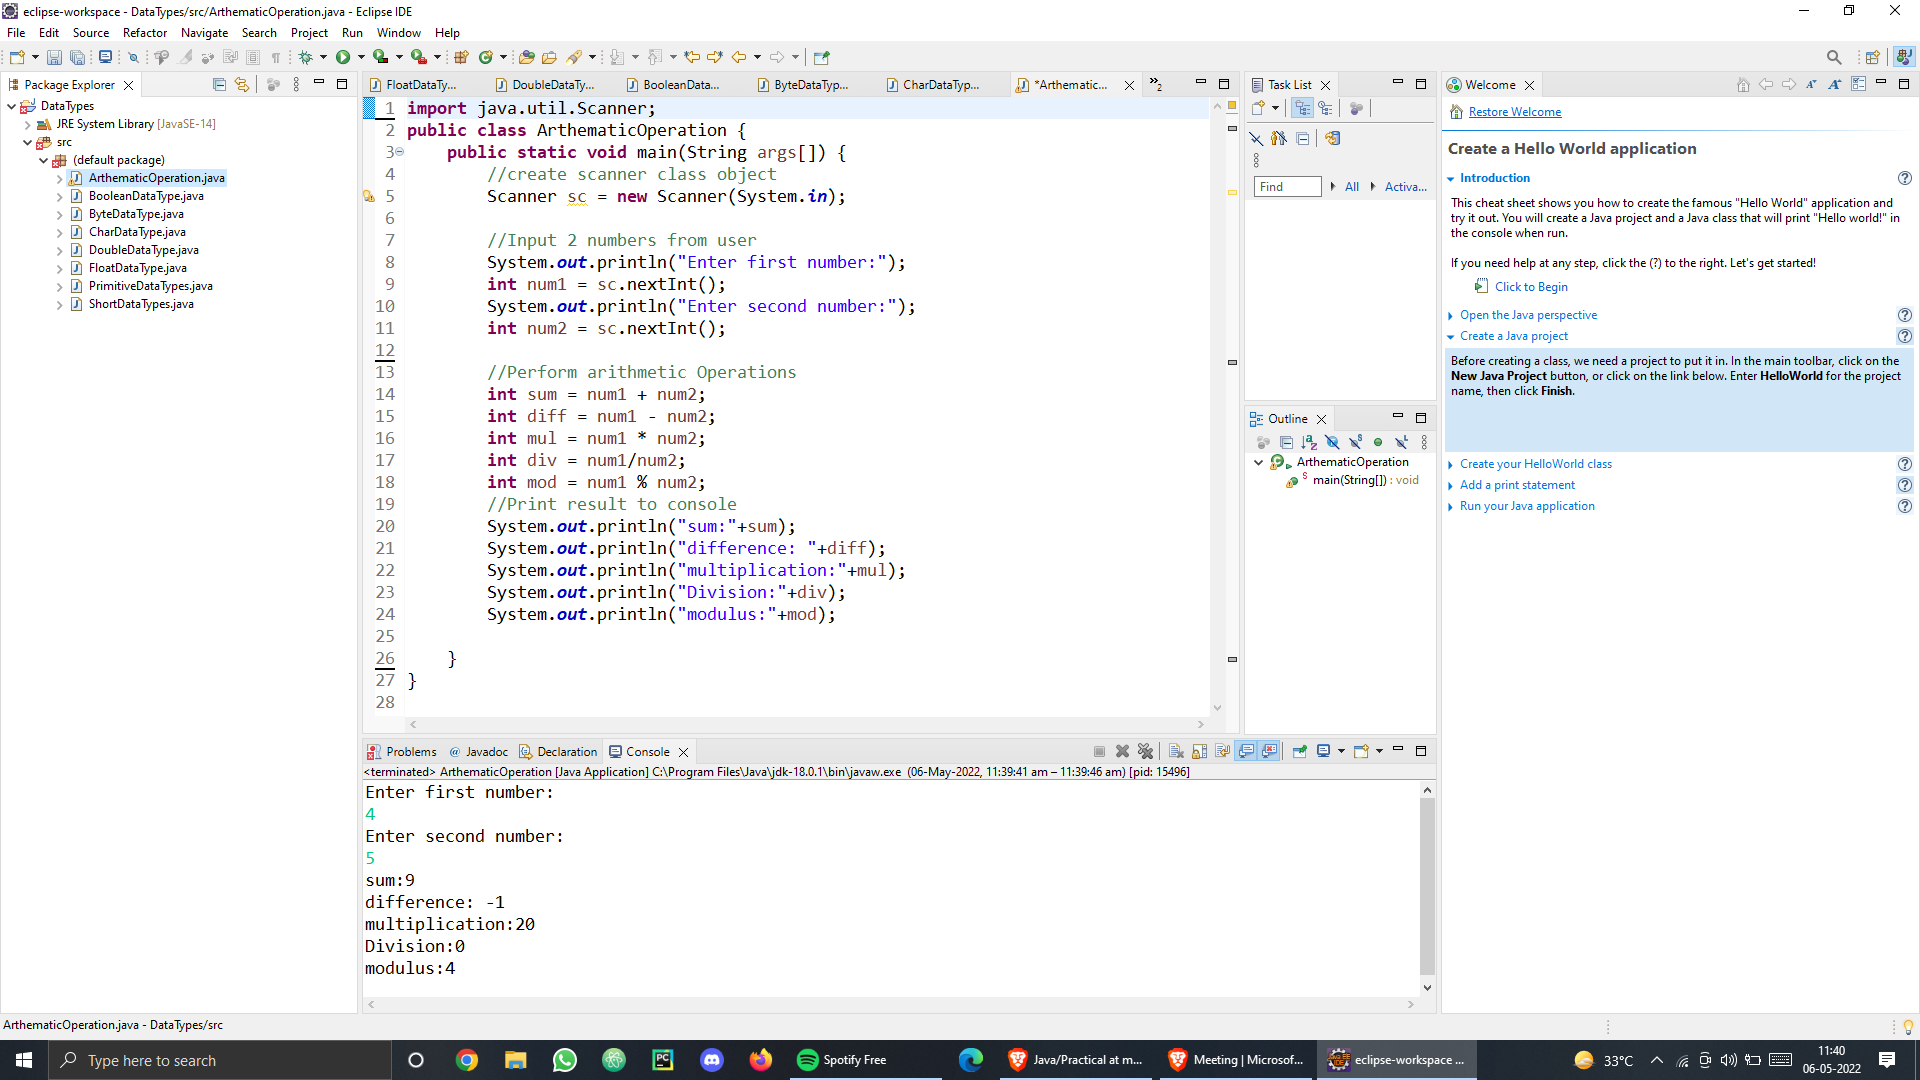 eclipse-workspace - DataTypes/src/ArthematicOperation.java - Eclipse IDE
File Edit Source Refactor Navigate Search Project Run Window Help
Package Explorer
DataTypes
JRE System Library [JavaSE-14]
src
(default package)
ArthematicOperation.java
BooleanDataType.java
ByteDataType.java
CharDataType.java
DoubleDataType.java
FloatDataType.java
PrimitiveDataTypes.java
ShortDataTypes.java
FloatDataTy... DoubleDataTy... BooleanData... ByteDataTyp... CharDataTyp... *Arthematic... »2
1 import java.util.Scanner;
2 public class ArthematicOperation {
3 public static void main(String args[]) {
4 //create scanner class object
5 Scanner sc = new Scanner(System.in);
6
7 //Input 2 numbers from user
8 System.out.println("Enter first number:");
9 int num1 = sc.nextInt();
10 System.out.println("Enter second number:");
11 int num2 = sc.nextInt();
12
13 //Perform arithmetic Operations
14 int sum = num1 + num2;
15 int diff = num1 - num2;
16 int mul = num1 * num2;
17 int div = num1/num2;
18 int mod = num1 % num2;
19 //Print result to console
20 System.out.println("sum:"+sum);
21 System.out.println("difference: "+diff);
22 System.out.println("multiplication:"+mul);
23 System.out.println("Division:"+div);
24 System.out.println("modulus:"+mod);
25
26 }
27 }
28
Task List
Find All Activa...
Outline
ArthematicOperation
main(String[]) : void
Welcome
Restore Welcome
Create a Hello World application
Introduction
This cheat sheet shows you how to create the famous "Hello World" application and
try it out. You will create a Java project and a Java class that will print "Hello world!" in
the console when run.
If you need help at any step, click the (?) to the right. Let's get started!
Click to Begin
Open the Java perspective
Create a Java project
Before creating a class, we need a project to put it in. In the main toolbar, click on the
New Java Project button, or click on the link below. Enter HelloWorld for the project
name, then click Finish.
Create your HelloWorld class
Add a print statement
Run your Java application
Problems @ Javadoc Declaration Console
<terminated> ArthematicOperation [Java Application] C:\Program Files\Java\jdk-18.0.1\bin\javaw.exe (06-May-2022, 11:39:41 am – 11:39:46 am) [pid: 15496]
Enter first number:
4
Enter second number:
5
sum:9
difference: -1
multiplication:20
Division:0
modulus:4
ArthematicOperation.java - DataTypes/src
Type here to search
Spotify Free
Java/Practical at m...
Meeting | Microsof...
eclipse-workspace ...
33°C
11:40
06-05-2022